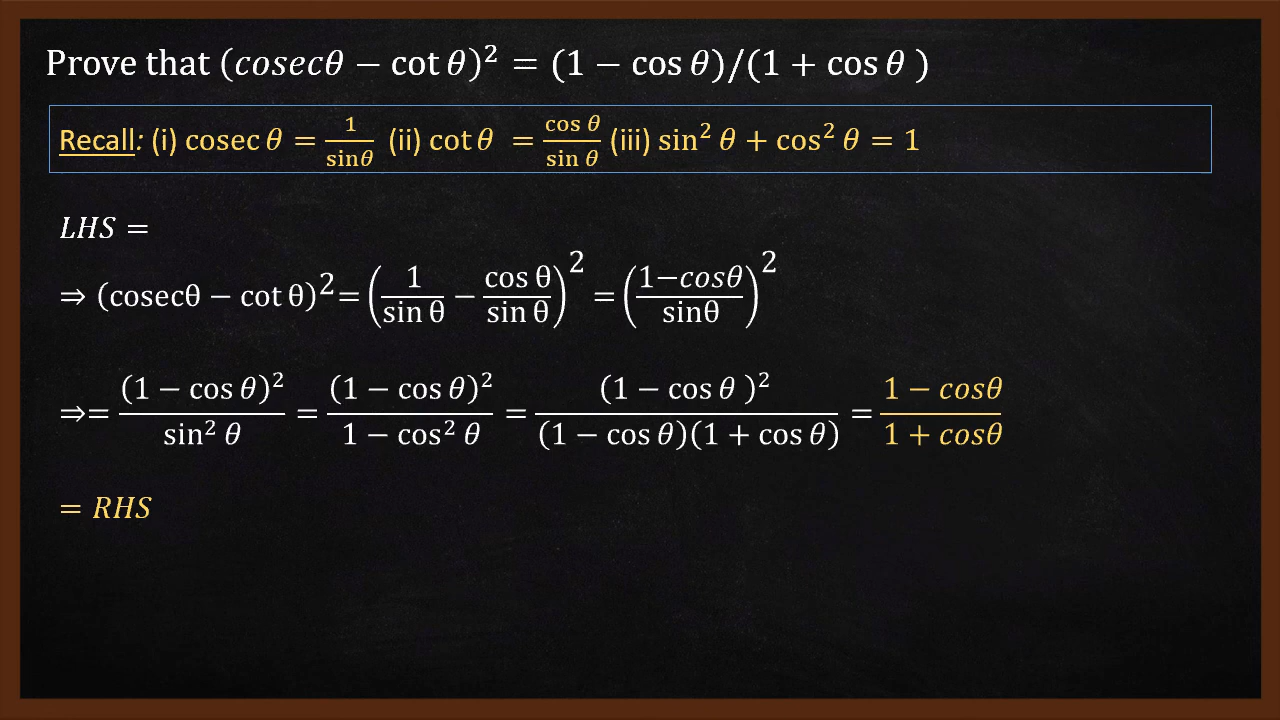 Prove that (cosecθ − cot θ)² = (1 − cos θ)/(1 + cos θ )
Recall: (i) cosec θ = 1/sinθ (ii) cot θ = cos θ/sin θ (iii) sin² θ + cos² θ = 1
LHS =
⇒ (cosecθ − cot θ)²= (1/sin θ − cos θ/sin θ)² = (1−cosθ/sinθ)²
⇒= (1 − cos θ)²/sin² θ = (1 − cos θ)²/1 − cos² θ = (1 − cos θ )²/(1 − cos θ)(1 + cos θ) = 1 − cosθ/1 + cosθ
= RHS